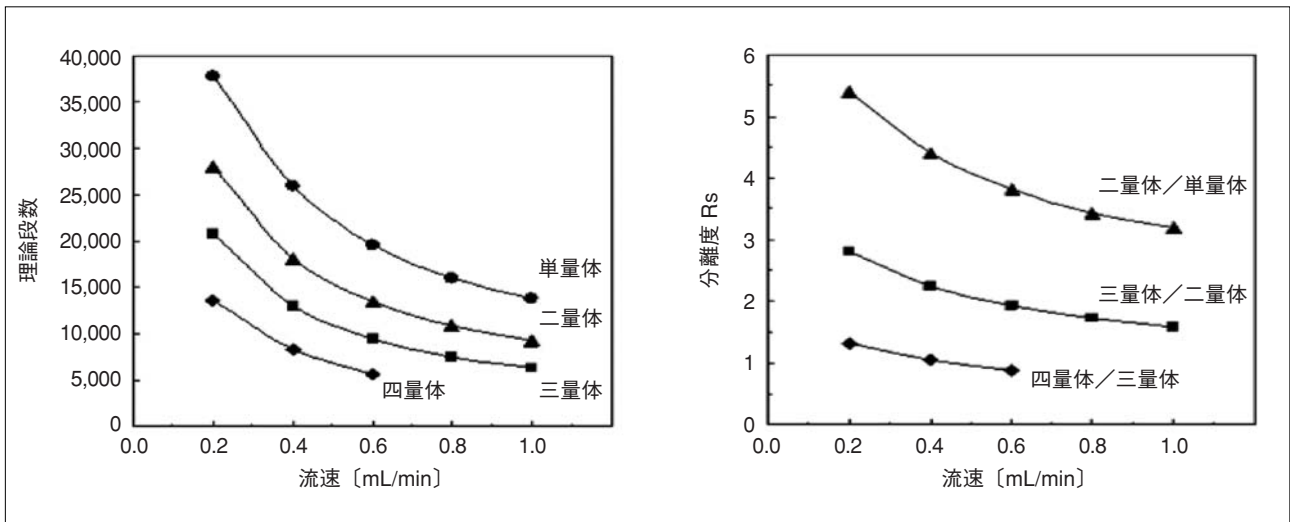 40,000
35,000
30,000
25,000
20,000
15,000
10,000
5,000
0
理論段数
0.0 0.2 0.4 0.6 0.8 1.0
流速〔mL/min〕
単量体
二量体
三量体
四量体
6
5
4
3
2
1
0
分離度 Rs
0.0 0.2 0.4 0.6 0.8 1.0
流速〔mL/min〕
二量体／単量体
三量体／二量体
四量体／三量体